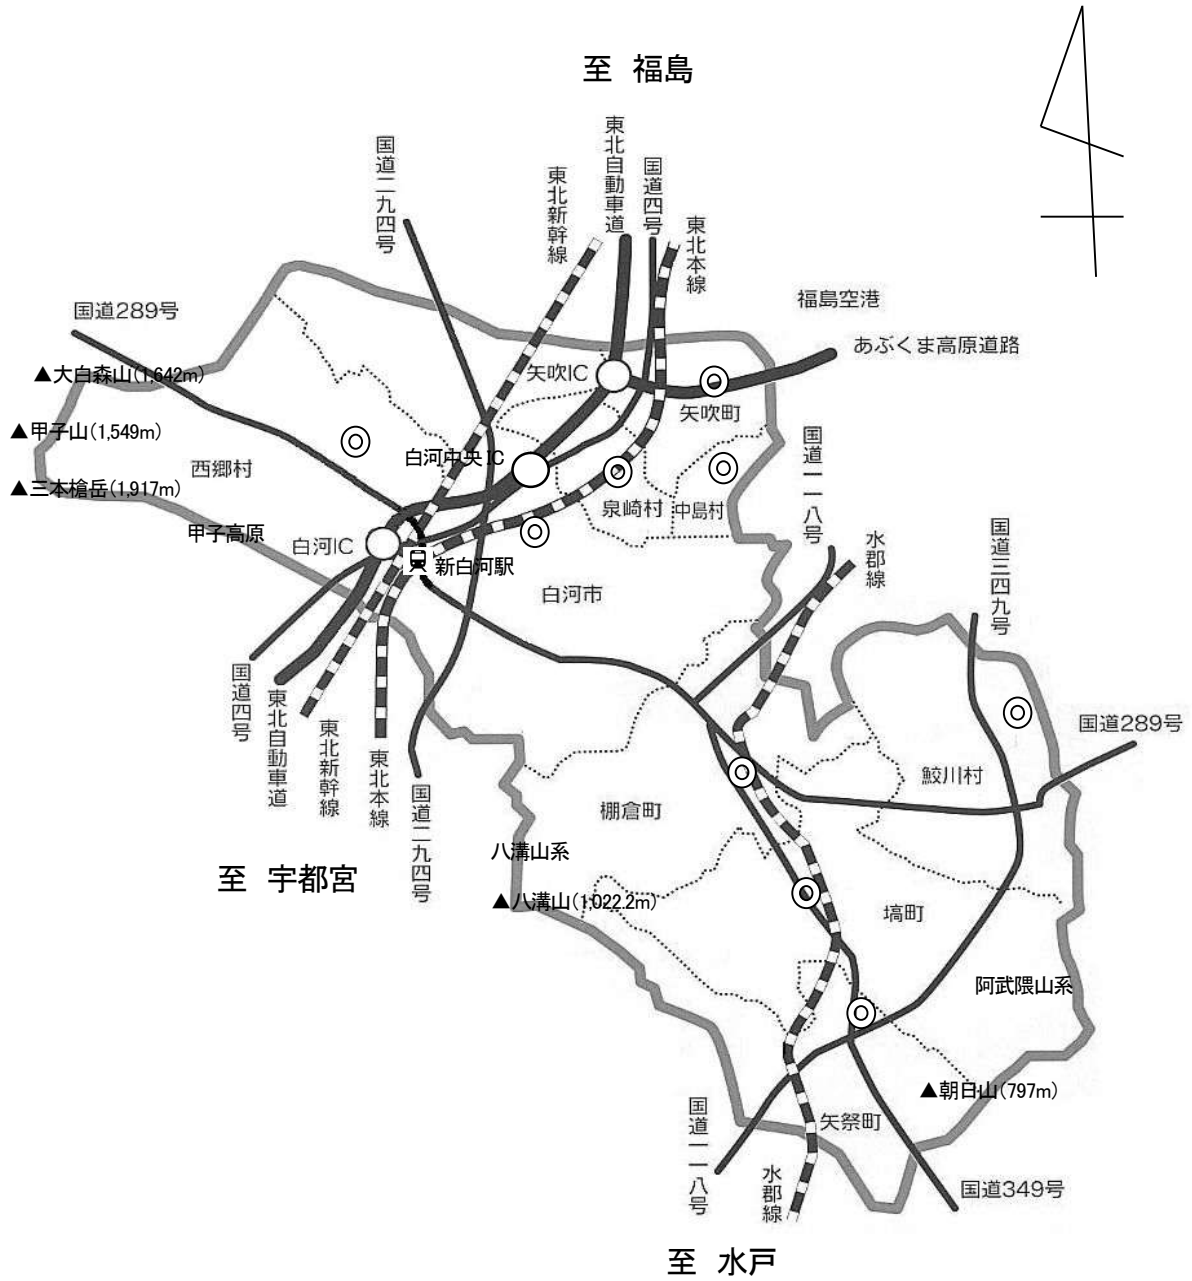 至 福島
東北自動車道
国道二九四号
国道四号
東北新幹線
東北本線
福島空港
国道289号
あぶくま高原道路
▲大白森山(1,642m)
矢吹IC
矢吹町
▲甲子山(1,549m)
国道一一八号
白河中央IC
西郷村
▲三本槍岳(1,917m)
泉崎村
中島村
国道三四九号
甲子高原
水郡線
白河IC
新白河駅
白河市
国道四号
東北自動車道
東北新幹線
東北本線
国道289号
鮫川村
国道二九四号
棚倉町
八溝山系
至 宇都宮
▲八溝山(1,022.2m)
塙町
阿武隈山系
▲朝日山(797m)
国道一一八号
矢祭町
水郡線
国道349号
至 水戸